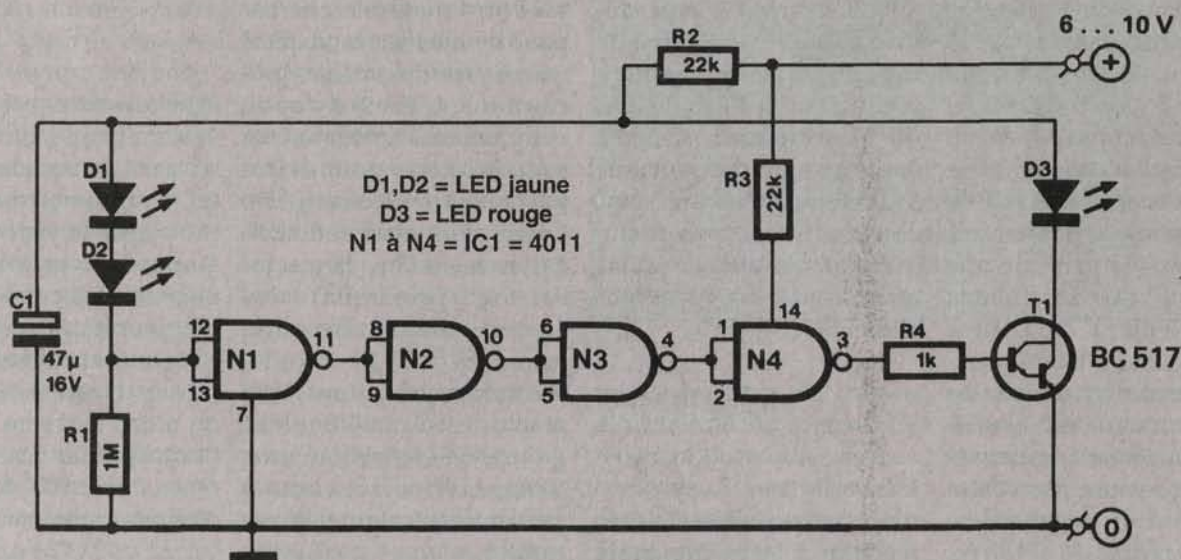 6 . . . 10 V
R2
22k
+
R3
22k
D1
D2
D1,D2 = LED jaune
D3 = LED rouge
N1 à N4 = IC1 = 4011
D3
C1
47µ
16V
R1
1M
12
13
N1
11
7
8
9
N2
10
6
5
N3
4
1
2
N4
14
3
R4
1k
T1
BC 517
0